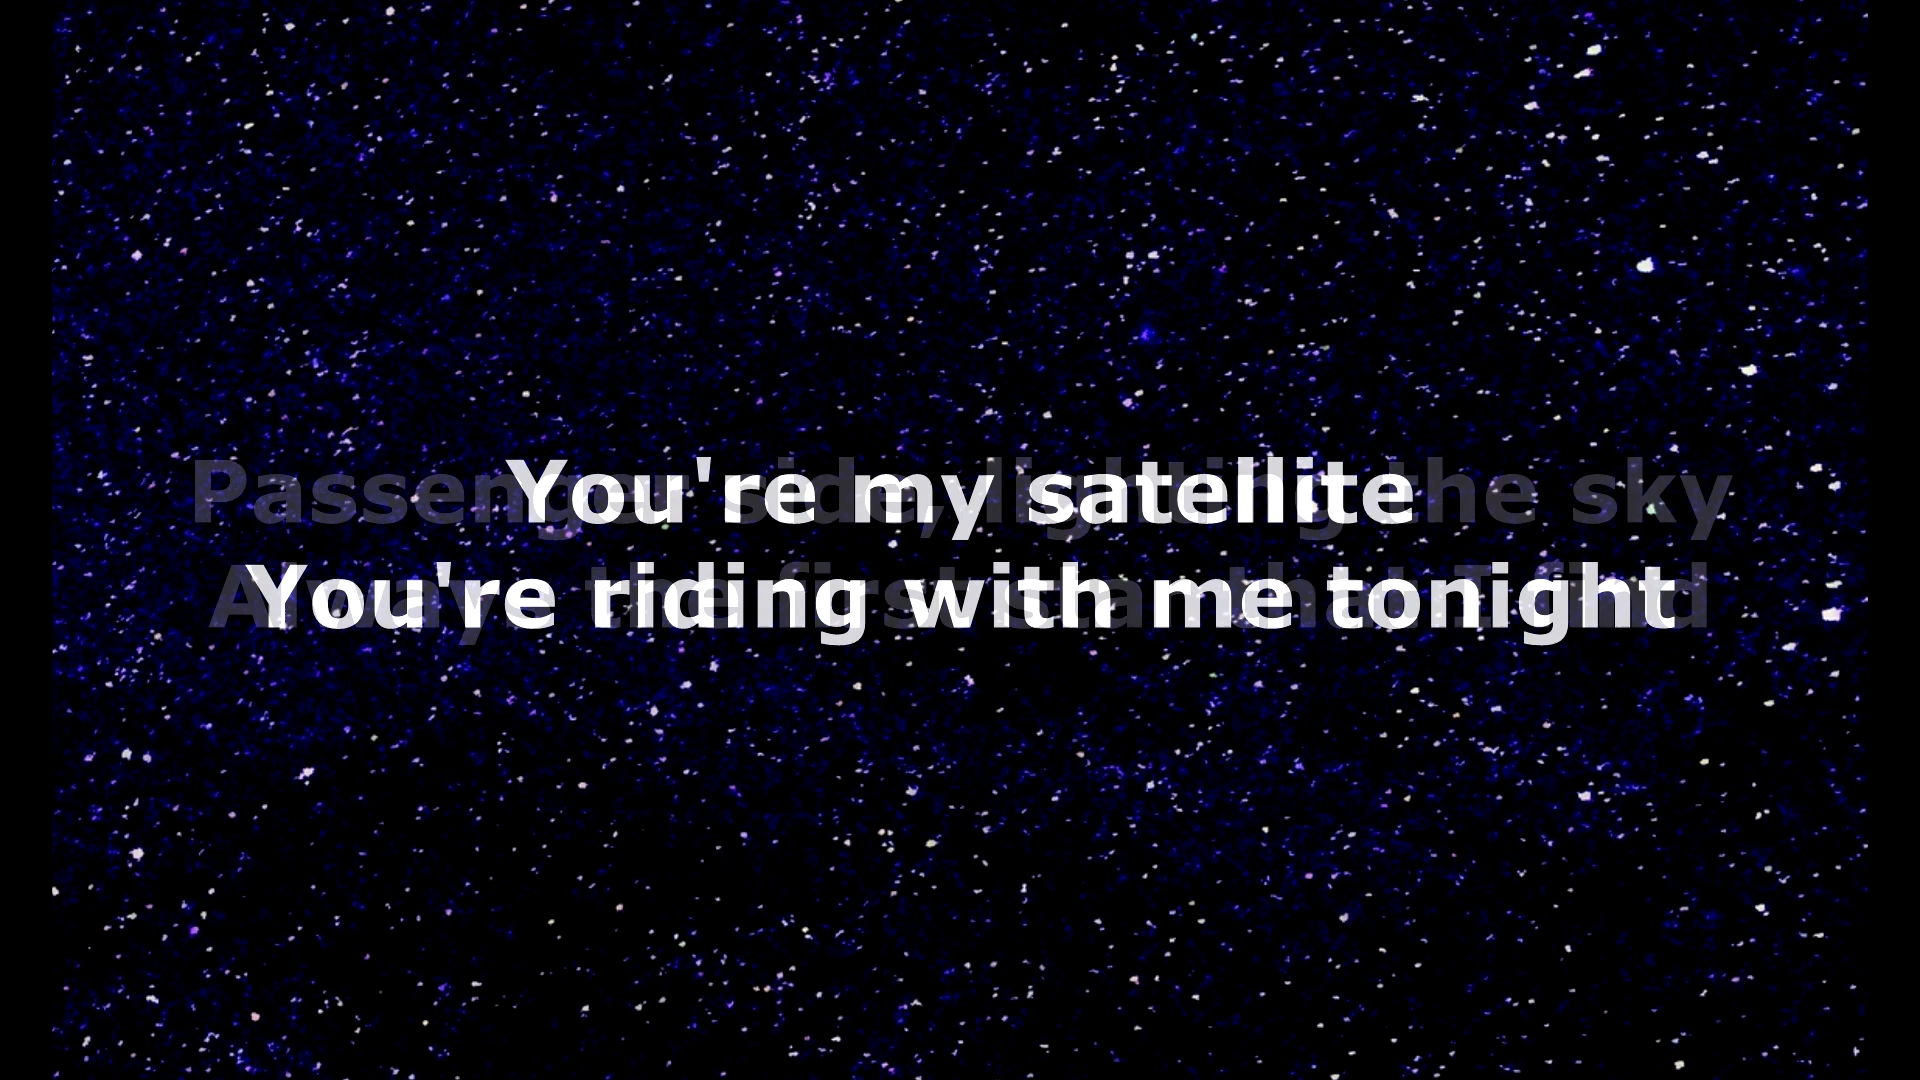 You're my satellite
You're riding with me tonight
Passenger side, lighting the sky
Always the first star that I find